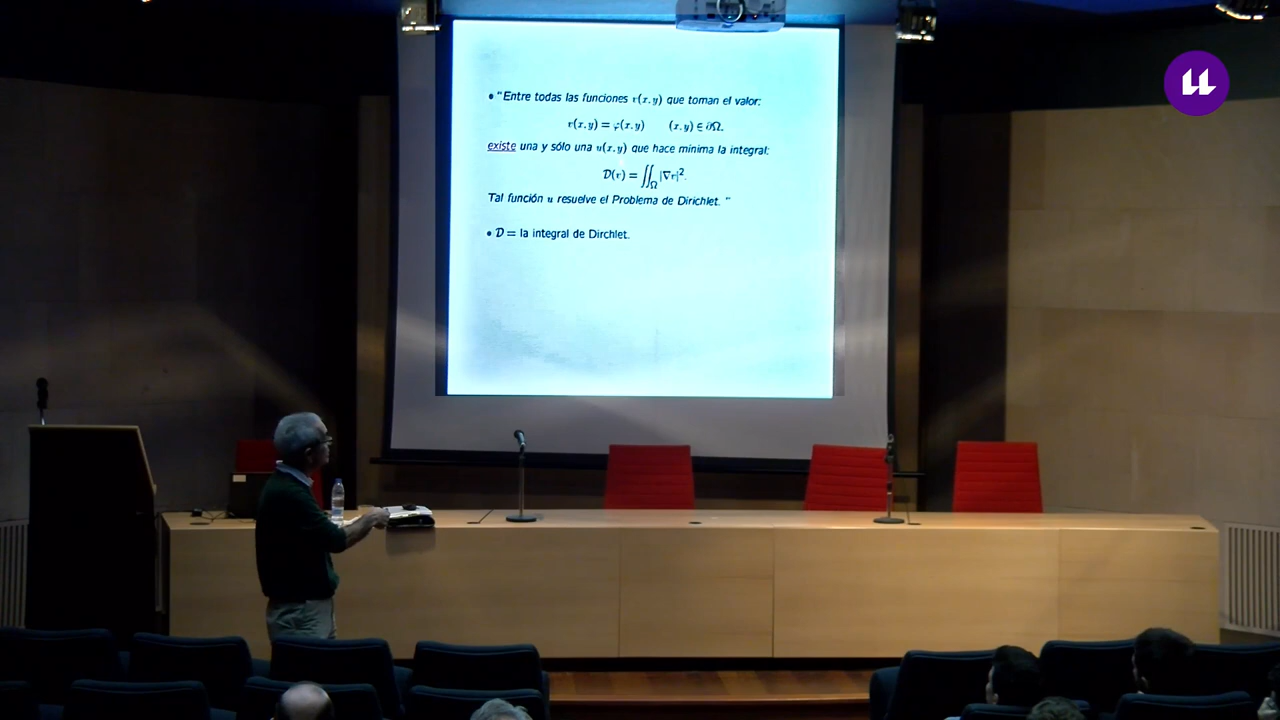 • "Entre todas las funciones v(x, y) que toman el valor:
v(x, y) = φ(x, y) (x, y) ∈ ∂Ω,
existe una y sólo una u(x, y) que hace mínima la integral:
𝒟(v) = ∬_Ω |∇v|².
Tal función u resuelve el Problema de Dirichlet. "
• 𝒟 = la integral de Dirchlet.